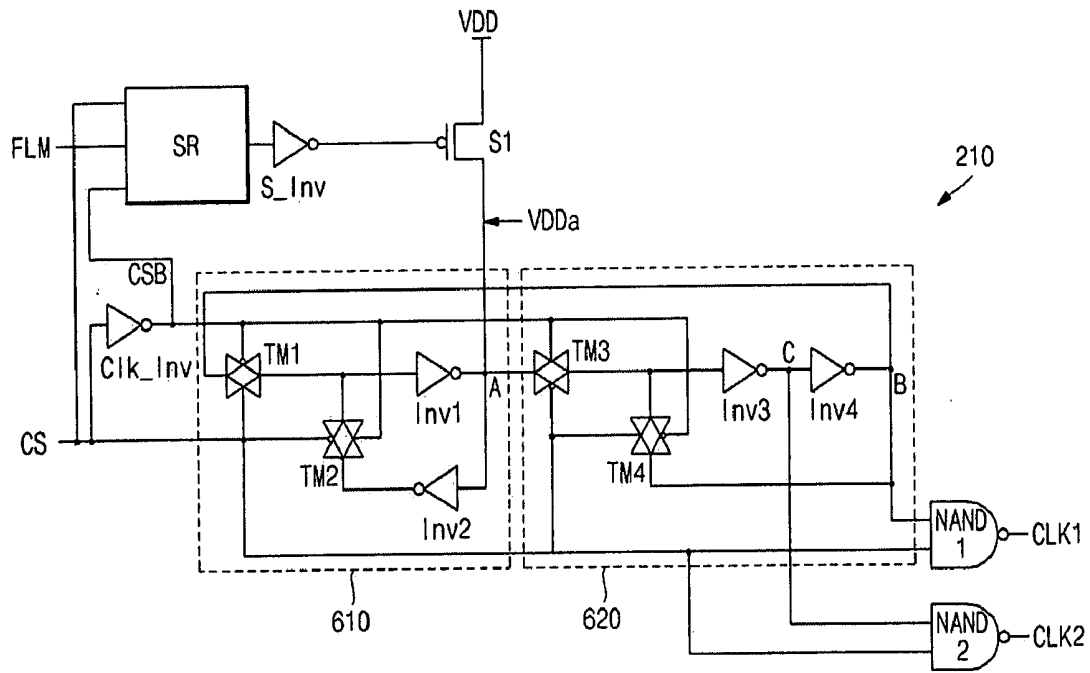 VDD
FLM
SR
S_Inv
S1
210
VDDa
CSB
Clk_Inv
TM1
Inv1
A
TM3
C
Inv3
Inv4
B
CS
TM2
Inv2
TM4
NAND
1
CLK1
610
620
NAND
2
CLK2